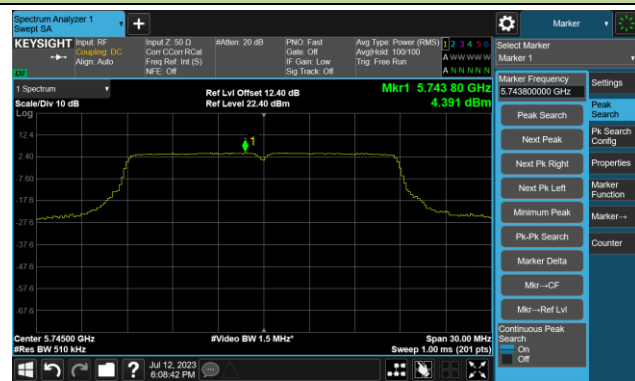 Spectrum Analyzer 1
Swept SA
Marker
KEYSIGHT
Input: RF
Coupling: DC
Align: Auto
Input Z: 50 Ω
Corr CCorr RCal
Freq Ref: Int (S)
NFE: Off
#Atten: 20 dB
PNO: Fast
Gate: Off
IF Gain: Low
Sig Track: Off
Avg Type: Power (RMS)
Avg|Hold: 100/100
Trig: Free Run
1 2 3 4 5 6
A W W W W W
A N N N N N
Select Marker
Marker 1
LXI
1 Spectrum
Scale/Div 10 dB
Log
Ref Lvl Offset 12.40 dB
Ref Level 22.40 dBm
Mkr1 5.743 80 GHz
4.391 dBm
1
12.4
2.40
-7.60
-17.6
-27.6
-37.6
-47.6
-57.6
-67.6
Center 5.74500 GHz
#Res BW 510 kHz
#Video BW 1.5 MHz*
Span 30.00 MHz
Sweep 1.00 ms (201 pts)
Marker Frequency
5.743800000 GHz
Peak Search
Next Peak
Next Pk Right
Next Pk Left
Minimum Peak
Pk-Pk Search
Marker Delta
Mkr→CF
Mkr→Ref Lvl
Continuous Peak
Search
On
Off
Settings
Peak
Search
Pk Search
Config
Properties
Marker
Function
Marker→
Counter
Jul 12, 2023
6:08:42 PM